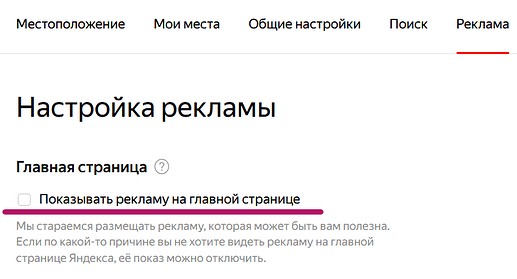 Местоположение Мои места Общие настройки Поиск Реклама
Настройка рекламы
Главная страница ?
Показывать рекламу на главной странице
Мы стараемся размещать рекламу, которая может быть вам полезна.
Если по какой-то причине вы не хотите видеть рекламу на главной
странице Яндекса, её показ можно отключить.